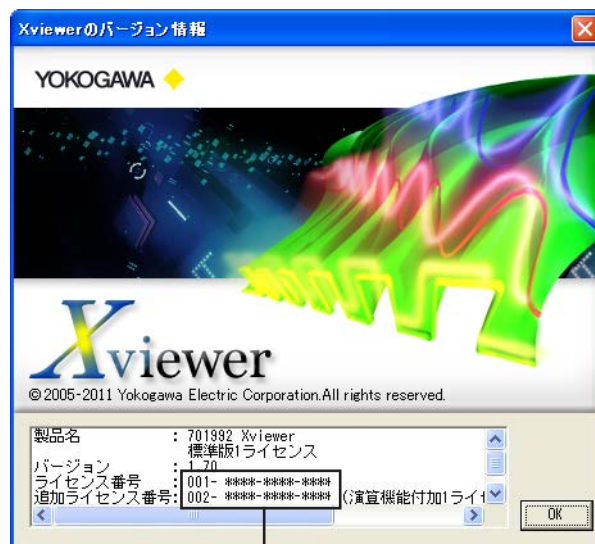 Xviewerのバージョン情報
YOKOGAWA
Xviewer
©2005-2011 Yokogawa Electric Corporation.All rights reserved.
製品名 : 701992 Xviewer
標準版1ライセンス
バージョン : 1.70
ライセンス番号 : 001- ****-****-****
追加ライセンス番号: 002- ****-****-**** (演算機能付加1ライ
OK